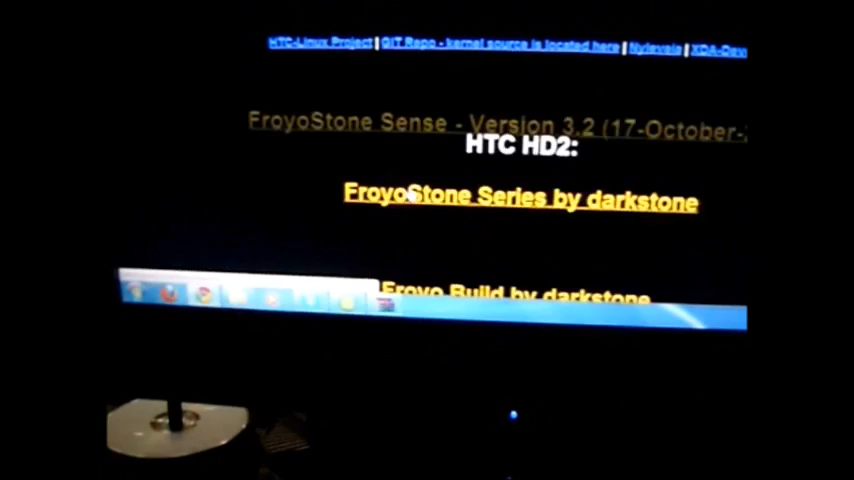 HTC-Linux Project | GIT Repo - kernel source is located here | Nyleveia | XDA-Dev
FroyoStone Sense - Version 3.2 (17-October-
HTC HD2:
FroyoStone Series by darkstone
Froyo Build by darkstone